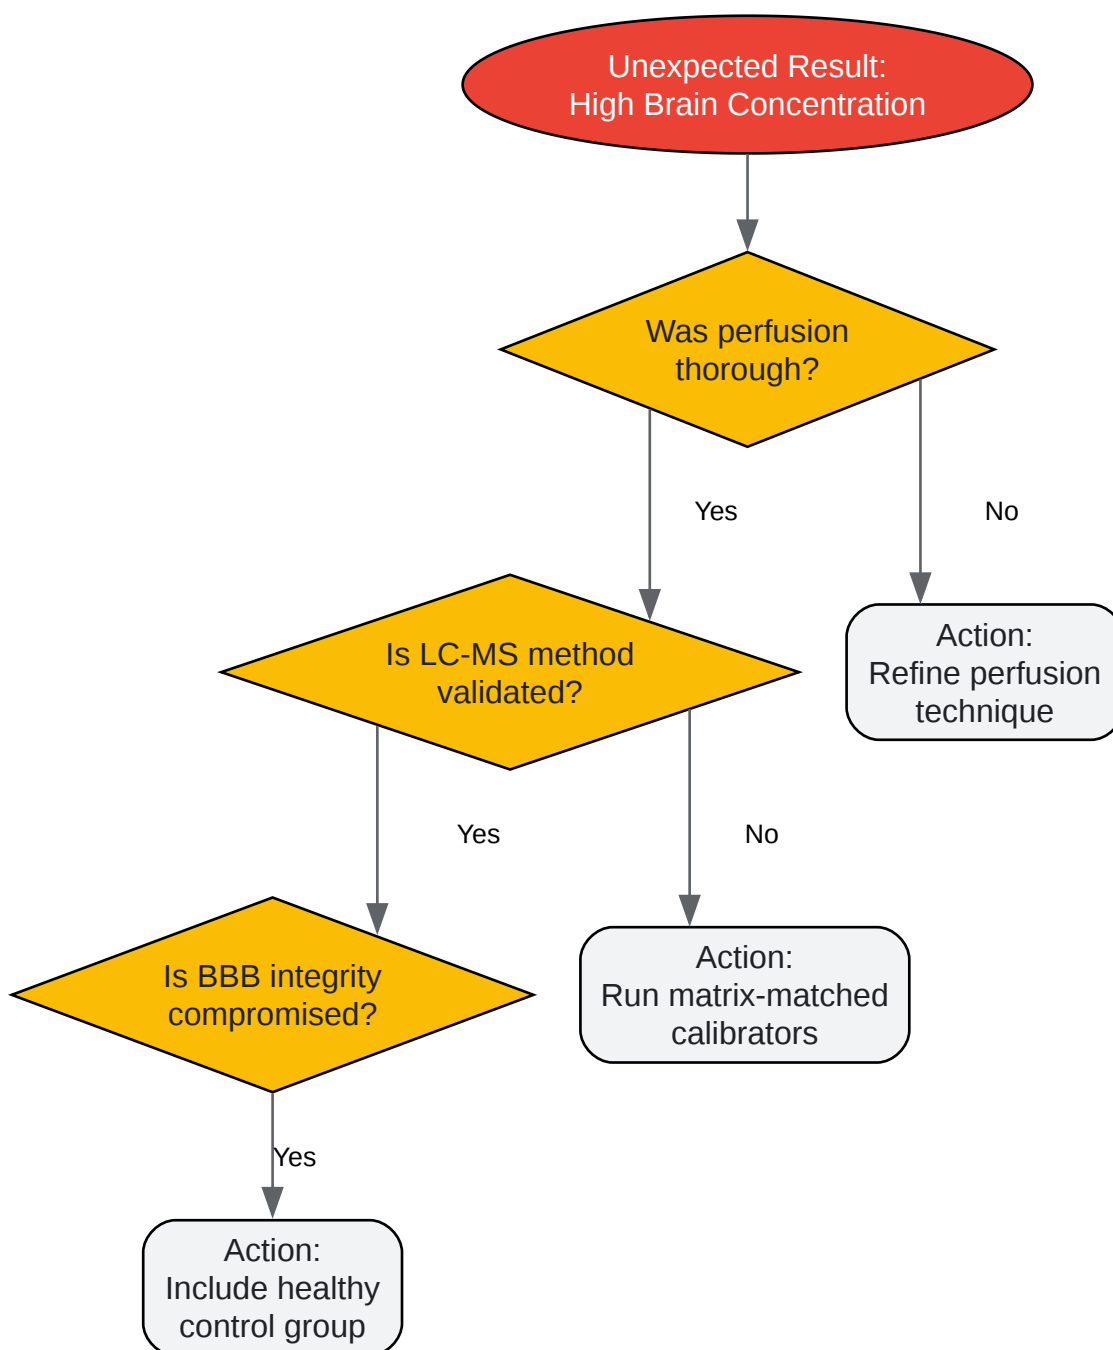 Unexpected Result:
High Brain Concentration
Was perfusion
thorough?
Yes
No
Is LC-MS method
validated?
Action:
Refine perfusion
technique
Yes
No
Is BBB integrity
compromised?
Action:
Run matrix-matched
calibrators
Yes
Action:
Include healthy
control group